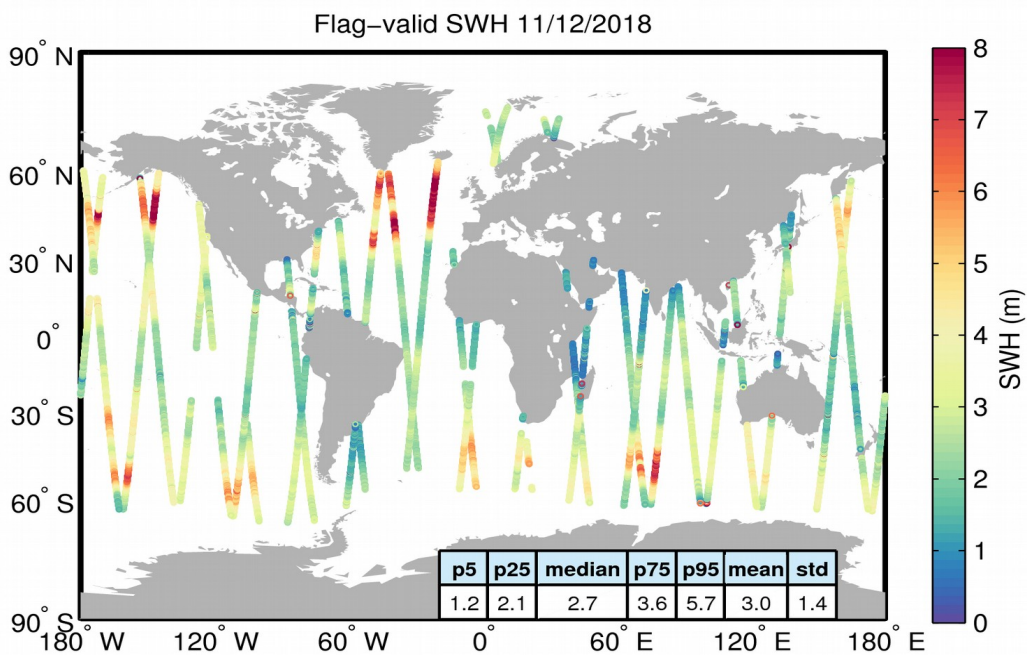 Flag−valid SWH 11/12/2018
90° N
60° N
30° N
0°
30° S
60° S
90° S
180° W
120° W
60° W
0°
60° E
120° E
180° E
8
7
6
5
4
3
2
1
0
SWH (m)
p5 p25 median p75 p95 mean std
1.2 2.1 2.7 3.6 5.7 3.0 1.4